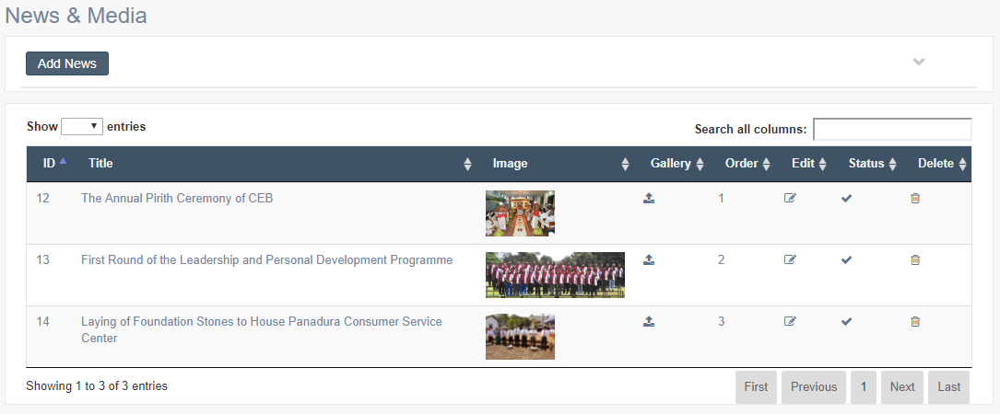 News & Media
Add News
Show entries
Search all columns:
ID Title Image Gallery Order Edit Status Delete
12 The Annual Pirith Ceremony of CEB 1
13 First Round of the Leadership and Personal Development Programme 2
14 Laying of Foundation Stones to House Panadura Consumer Service 3
Center
Showing 1 to 3 of 3 entries
First Previous 1 Next Last